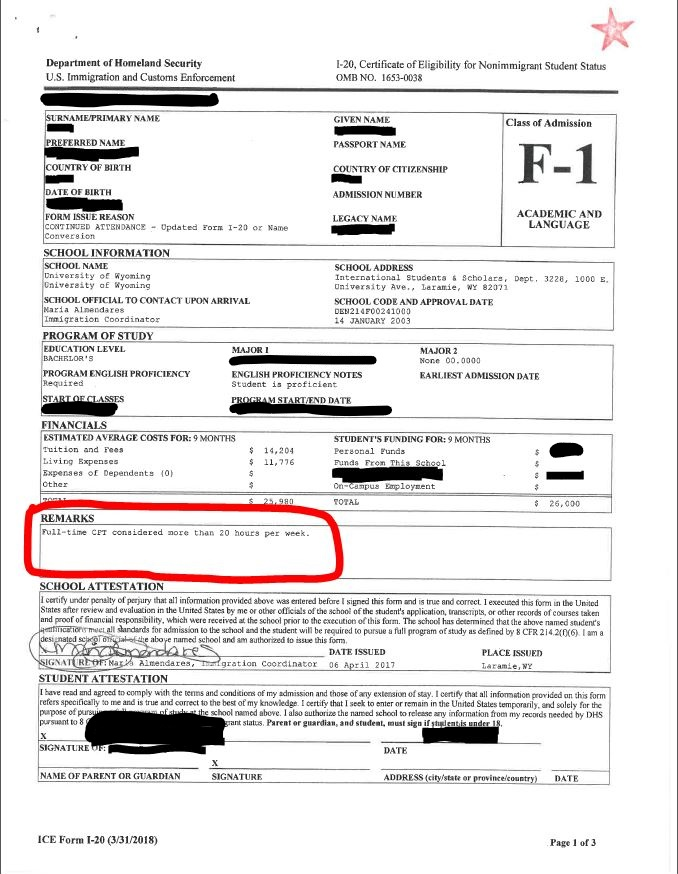 Department of Homeland Security
U.S. Immigration and Customs Enforcement
I-20, Certificate of Eligibility for Nonimmigrant Student Status
OMB NO. 1653-0038
SURNAME/PRIMARY NAME
GIVEN NAME
Class of Admission
PREFERRED NAME
PASSPORT NAME
F-1
COUNTRY OF BIRTH
COUNTRY OF CITIZENSHIP
DATE OF BIRTH
ADMISSION NUMBER
FORM ISSUE REASON
LEGACY NAME
ACADEMIC AND
LANGUAGE
CONTINUED ATTENDANCE - Updated Form I-20 or Name
Conversion
SCHOOL INFORMATION
SCHOOL NAME
University of Wyoming
University of Wyoming
SCHOOL ADDRESS
International Students & Scholars, Dept. 3228, 1000 E.
University Ave., Laramie, WY 82071
SCHOOL OFFICIAL TO CONTACT UPON ARRIVAL
Maria Almendares
Immigration Coordinator
SCHOOL CODE AND APPROVAL DATE
DEN214F00241000
14 JANUARY 2003
PROGRAM OF STUDY
EDUCATION LEVEL
BACHELOR'S
MAJOR 1
MAJOR 2
None 00.0000
PROGRAM ENGLISH PROFICIENCY
Required
ENGLISH PROFICIENCY NOTES
Student is proficient
EARLIEST ADMISSION DATE
START OF CLASSES
PROGRAM START/END DATE
FINANCIALS
ESTIMATED AVERAGE COSTS FOR: 9 MONTHS
Tuition and Fees $ 14,204
Living Expenses $ 11,776
Expenses of Dependents (0) $
Other $
TOTAL $ 25,980
STUDENT'S FUNDING FOR: 9 MONTHS
Personal Funds $
Funds From This School $
$
On-Campus Employment $
TOTAL $ 26,000
REMARKS
Full-time CPT considered more than 20 hours per week.
SCHOOL ATTESTATION
I certify under penalty of perjury that all information provided above was entered before I signed this form and is true and correct. I executed this form in the United
States after review and evaluation in the United States by me or other officials of the school of the student's application, transcripts, or other records of courses taken
and proof of financial responsibility, which were received at the school prior to the execution of this form. The school has determined that the above named student's
qualifications meet all standards for admission to the school and the student will be required to pursue a full program of study as defined by 8 CFR 214.2(f)(6). I am a
designated school official of the above named school and am authorized to issue this form.
X Maria Almendares
DATE ISSUED
PLACE ISSUED
SIGNATURE OF: Maria Almendares, Immigration Coordinator
06 April 2017
Laramie,WY
STUDENT ATTESTATION
I have read and agreed to comply with the terms and conditions of my admission and those of any extension of stay. I certify that all information provided on this form
refers specifically to me and is true and correct to the best of my knowledge. I certify that I seek to enter or remain in the United States temporarily, and solely for the
purpose of pursuing a full program of study at the school named above. I also authorize the named school to release any information from my records needed by DHS
pursuant to 8 grant status. Parent or guardian, and student, must sign if student is under 18.
X
SIGNATURE OF:
DATE
X
NAME OF PARENT OR GUARDIAN
SIGNATURE
ADDRESS (city/state or province/country)
DATE
ICE Form I-20 (3/31/2018)
Page 1 of 3